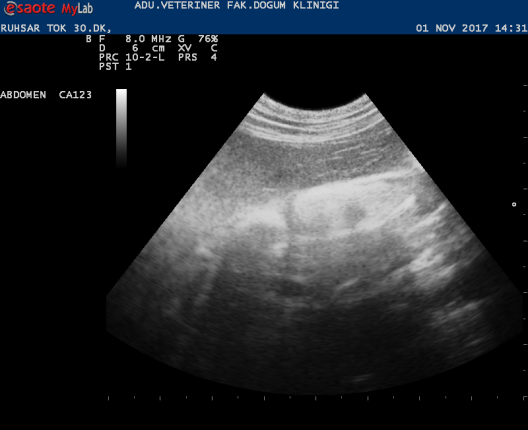 esaote MyLab
ADU.VETERINER FAK.DOGUM KLINIGI
RUHSAR TOK 30.DK, 01 NOV 2017 14:31
B F 8.0 MHz G 76%
D 6 cm XV C
PRC 10-2-L PRS 4
PST 1
ABDOMEN CA123